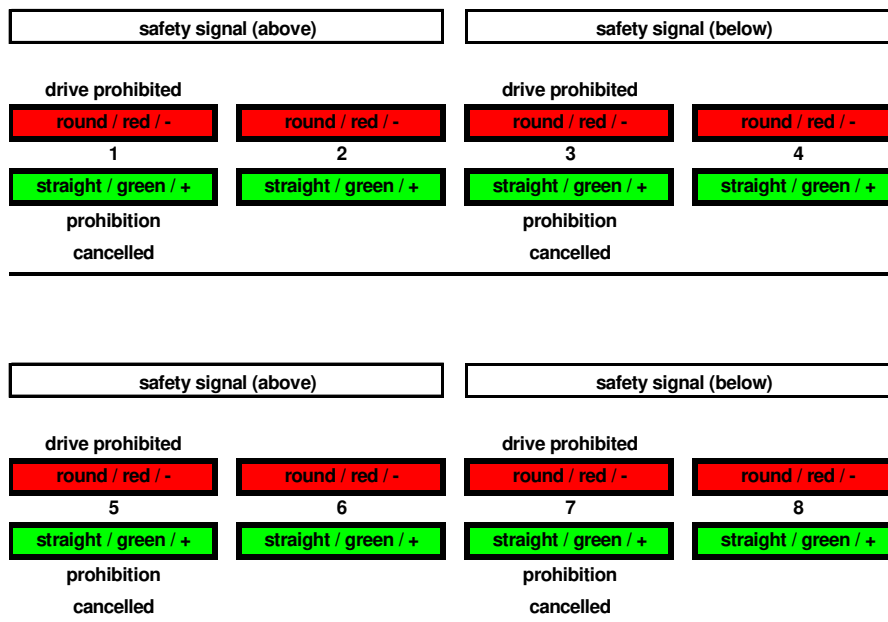 safety signal (above) safety signal (below)
drive prohibited drive prohibited
round / red / - round / red / - round / red / - round / red / -
1 2 3 4
straight / green / + straight / green / + straight / green / + straight / green / +
prohibition prohibition
cancelled cancelled
safety signal (above) safety signal (below)
drive prohibited drive prohibited
round / red / - round / red / - round / red / - round / red / -
5 6 7 8
straight / green / + straight / green / + straight / green / + straight / green / +
prohibition prohibition
cancelled cancelled